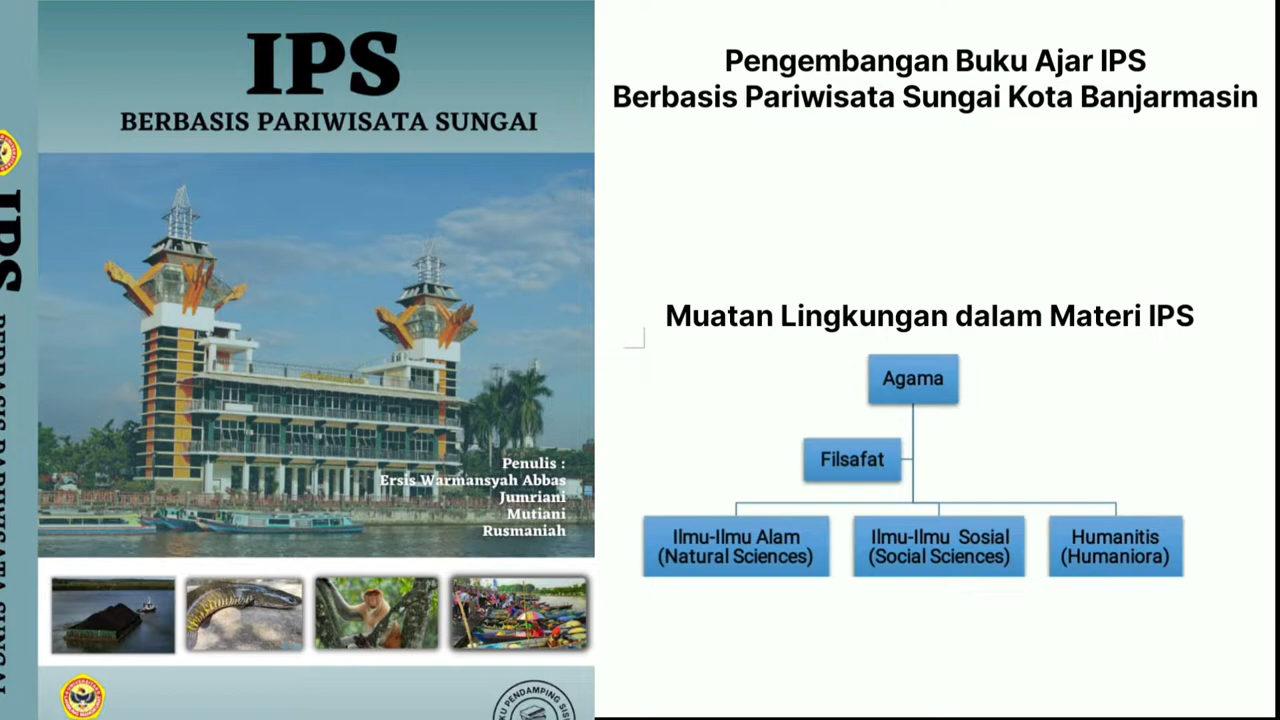 IPS
BERBASIS PARIWISATA SUNGAI
Penulis :
Ersis Warmansyah Abbas
Jumriani
Mutiani
Rusmaniah
IPS
Pengembangan Buku Ajar IPS
Berbasis Pariwisata Sungai Kota Banjarmasin
Muatan Lingkungan dalam Materi IPS
Agama
Filsafat
Ilmu-Ilmu Alam
(Natural Sciences)
Ilmu-Ilmu Sosial
(Social Sciences)
Humanitis
(Humaniora)